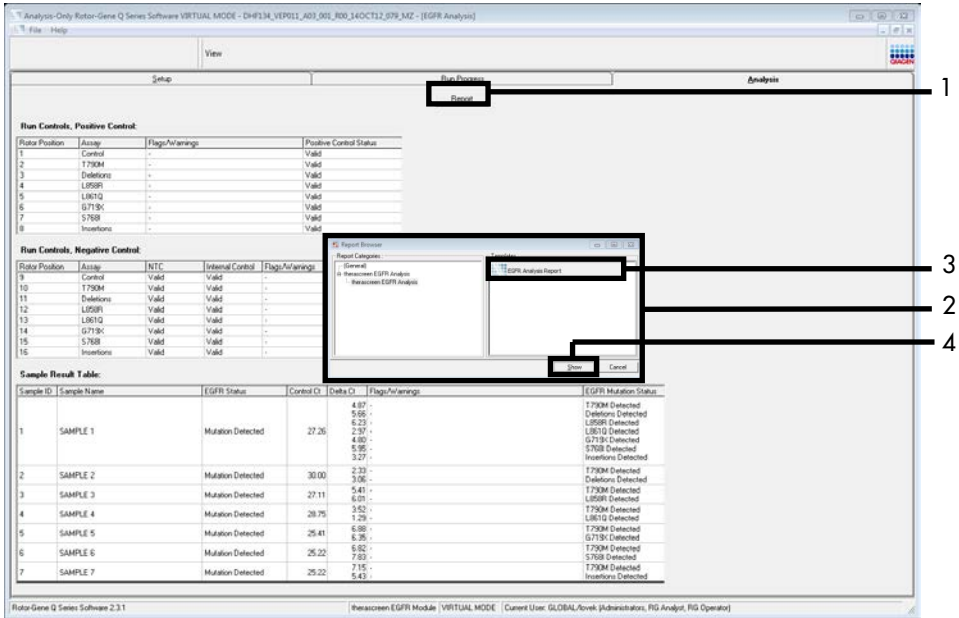 Analysis-Only Rotor-Gene Q Series Software VIRTUAL MODE - DHF134_VEP011_A03_001_R00_14OCT12_079_MZ - [EGFR Analysis]
File Help
View
QIAGEN
Setup Run Progress Analysis
Report 1
Run Controls, Positive Control:
Rotor Position Assay Flags/Warnings Positive Control Status
1 Control - Valid
2 T790M - Valid
3 Deletions - Valid
4 L858R - Valid
5 L861Q - Valid
6 G719X - Valid
7 S768I - Valid
8 Insertions - Valid
Run Controls, Negative Control:
Rotor Position Assay NTC Internal Control Flags/Warnings
9 Control Valid Valid -
10 T790M Valid Valid -
11 Deletions Valid Valid -
12 L858R Valid Valid -
13 L861Q Valid Valid -
14 G719X Valid Valid -
15 S768I Valid Valid -
16 Insertions Valid Valid -
Report Browser
Report Categories... Templates...
(General)
therascreen EGFR Analysis
therascreen EGFR Analysis
EGFR Analysis Report 3
2
Show Cancel 4
Sample Result Table:
Sample ID Sample Name EGFR Status Control Ct Delta Ct Flags/Warnings EGFR Mutation Status
1 SAMPLE 1 Mutation Detected 27.26
4.87 - T790M Detected
5.66 - Deletions Detected
6.23 - L858R Detected
2.97 - L861Q Detected
4.80 - G719X Detected
5.95 - S768I Detected
3.27 - Insertions Detected
2 SAMPLE 2 Mutation Detected 30.00
2.33 - T790M Detected
3.06 - Deletions Detected
3 SAMPLE 3 Mutation Detected 27.11
5.41 - T790M Detected
6.01 - L858R Detected
4 SAMPLE 4 Mutation Detected 28.75
3.52 - T790M Detected
1.29 - L861Q Detected
5 SAMPLE 5 Mutation Detected 25.41
6.88 - T790M Detected
6.35 - G719X Detected
6 SAMPLE 6 Mutation Detected 25.22
6.82 - T790M Detected
7.83 - S768I Detected
7 SAMPLE 7 Mutation Detected 25.22
7.15 - T790M Detected
5.43 - Insertions Detected
Rotor-Gene Q Series Software 2.3.1 therascreen EGFR Module VIRTUAL MODE Current User: GLOBAL/lovek (Administrators, RG Analyst, RG Operator)